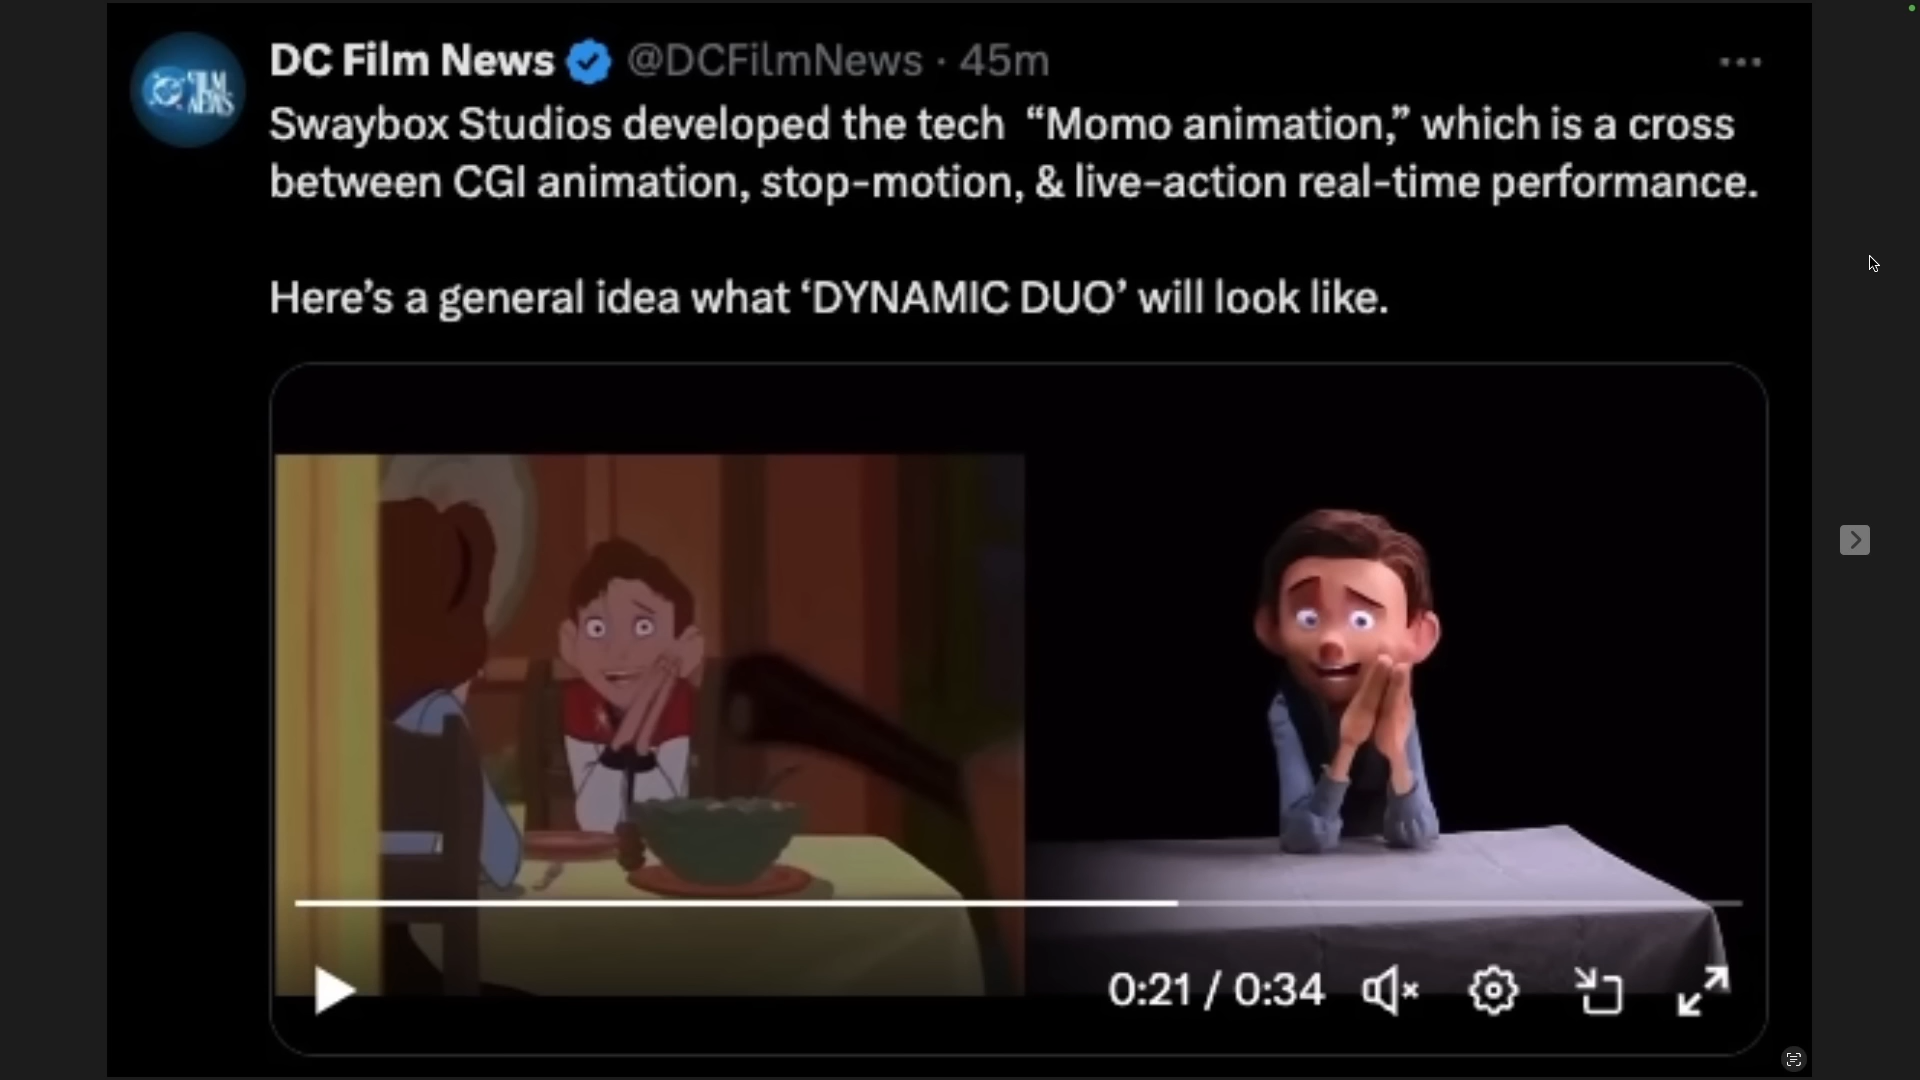 FILM
NEWS
DC Film News @DCFilmNews · 45m
Swaybox Studios developed the tech “Momo animation,” which is a cross
between CGI animation, stop-motion, & live-action real-time performance.
Here’s a general idea what ‘DYNAMIC DUO’ will look like.
0:21 / 0:34